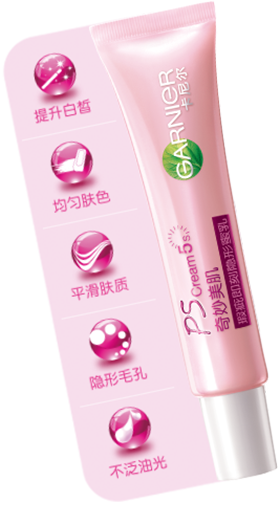 提升白皙
均匀肤色
平滑肤质
隐形毛孔
不泛油光
GARNIER
卡尼尔
PS Cream 5s
奇妙美肌